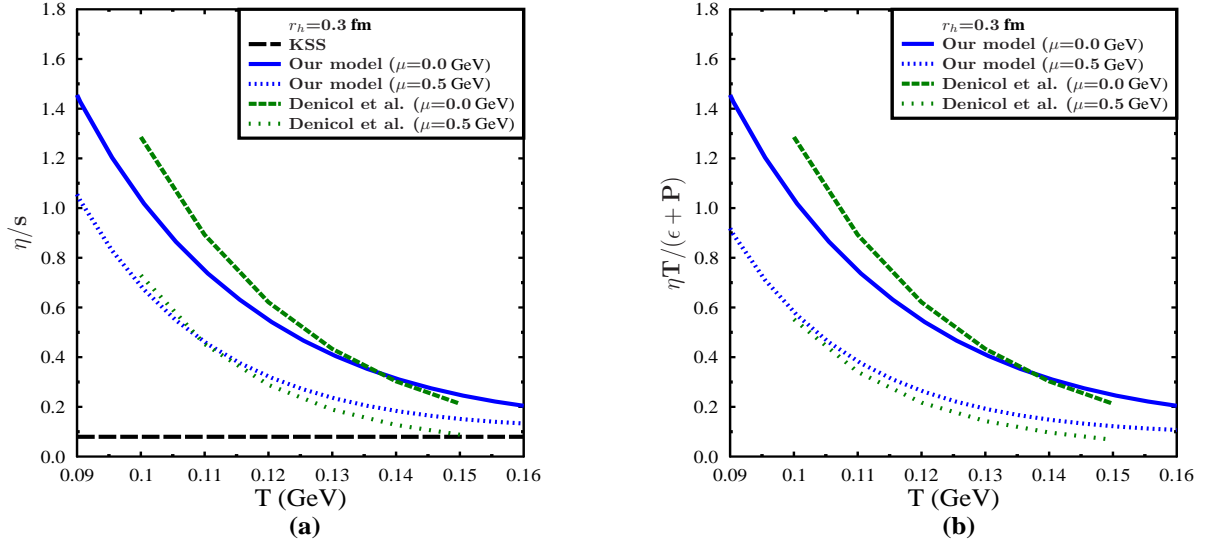 r_h=0.3 fm
KSS
Our model (μ=0.0 GeV)
Our model (μ=0.5 GeV)
Denicol et al. (μ=0.0 GeV)
Denicol et al. (μ=0.5 GeV)
1.8
1.6
1.4
1.2
1.0
0.8
0.6
0.4
0.2
0.0
η/s
0.09 0.1 0.11 0.12 0.13 0.14 0.15 0.16
T (GeV)
(a)
r_h=0.3 fm
Our model (μ=0.0 GeV)
Our model (μ=0.5 GeV)
Denicol et al. (μ=0.0 GeV)
Denicol et al. (μ=0.5 GeV)
1.8
1.6
1.4
1.2
1.0
0.8
0.6
0.4
0.2
0.0
ηT/(ϵ + P)
0.09 0.1 0.11 0.12 0.13 0.14 0.15 0.16
T (GeV)
(b)